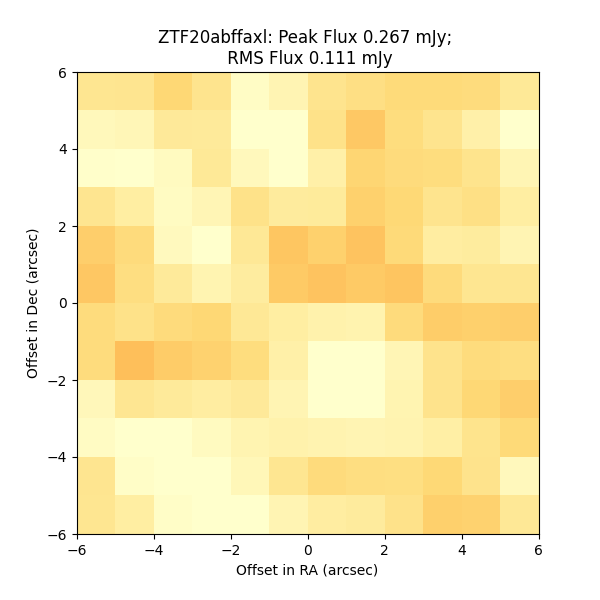 ZTF20abffaxl: Peak Flux 0.267 mJy;
RMS Flux 0.111 mJy
6
4
2
0
−2
−4
−6
Offset in Dec (arcsec)
−6 −4 −2 0 2 4 6
Offset in RA (arcsec)